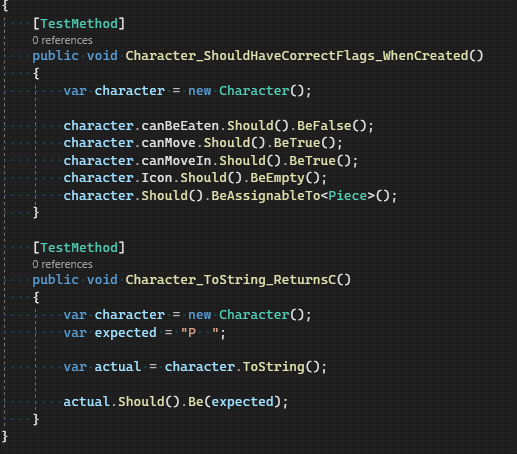 {
[TestMethod]
0 references
public void Character_ShouldHaveCorrectFlags_WhenCreated()
{
var character = new Character();
character.canBeEaten.Should().BeFalse();
character.canMove.Should().BeTrue();
character.canMoveIn.Should().BeTrue();
character.Icon.Should().BeEmpty();
character.Should().BeAssignableTo<Piece>();
}
[TestMethod]
0 references
public void Character_ToString_ReturnsC()
{
var character = new Character();
var expected = "P  ";
var actual = character.ToString();
actual.Should().Be(expected);
}
}